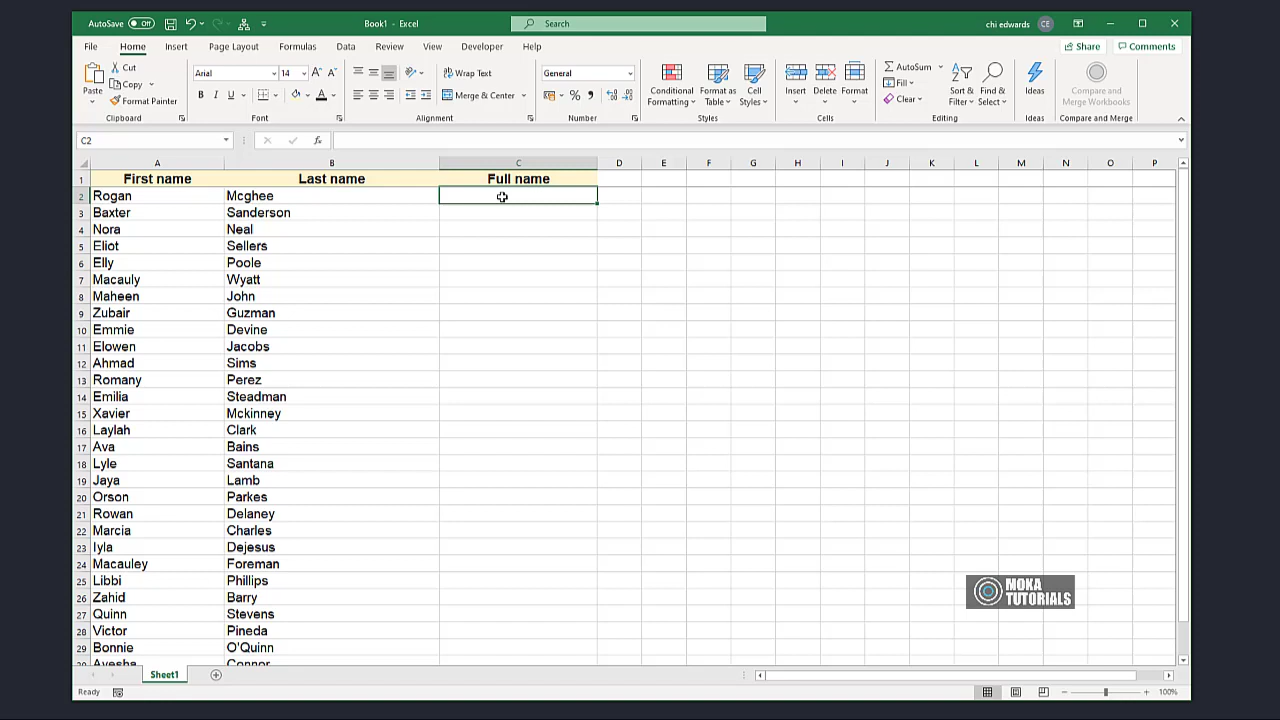 AutoSave Off Book1 - Excel Search chi edwards CE
File Home Insert Page Layout Formulas Data Review View Developer Help Share Comments
Paste Cut Copy Format Painter Clipboard
Arial 14 A A B I U A Font
Wrap Text Merge & Center Alignment
General % , Number
Conditional Formatting Format as Table Cell Styles Styles
Insert Delete Format Cells
AutoSum Fill Clear Sort & Filter Find & Select Editing
Ideas Ideas
Compare and Merge Workbooks Compare and Merge
C2 fx
A B C D E F G H I J K L M N O P
1 First name Last name Full name
2 Rogan Mcghee
3 Baxter Sanderson
4 Nora Neal
5 Eliot Sellers
6 Elly Poole
7 Macauly Wyatt
8 Maheen John
9 Zubair Guzman
10 Emmie Devine
11 Elowen Jacobs
12 Ahmad Sims
13 Romany Perez
14 Emilia Steadman
15 Xavier Mckinney
16 Laylah Clark
17 Ava Bains
18 Lyle Santana
19 Jaya Lamb
20 Orson Parkes
21 Rowan Delaney
22 Marcia Charles
23 Iyla Dejesus
24 Macauley Foreman
25 Libbi Phillips
26 Zahid Barry
27 Quinn Stevens
28 Victor Pineda
29 Bonnie O'Quinn
30 Ayesha Connor
MOKA
TUTORIALS
Sheet1
Ready 100%